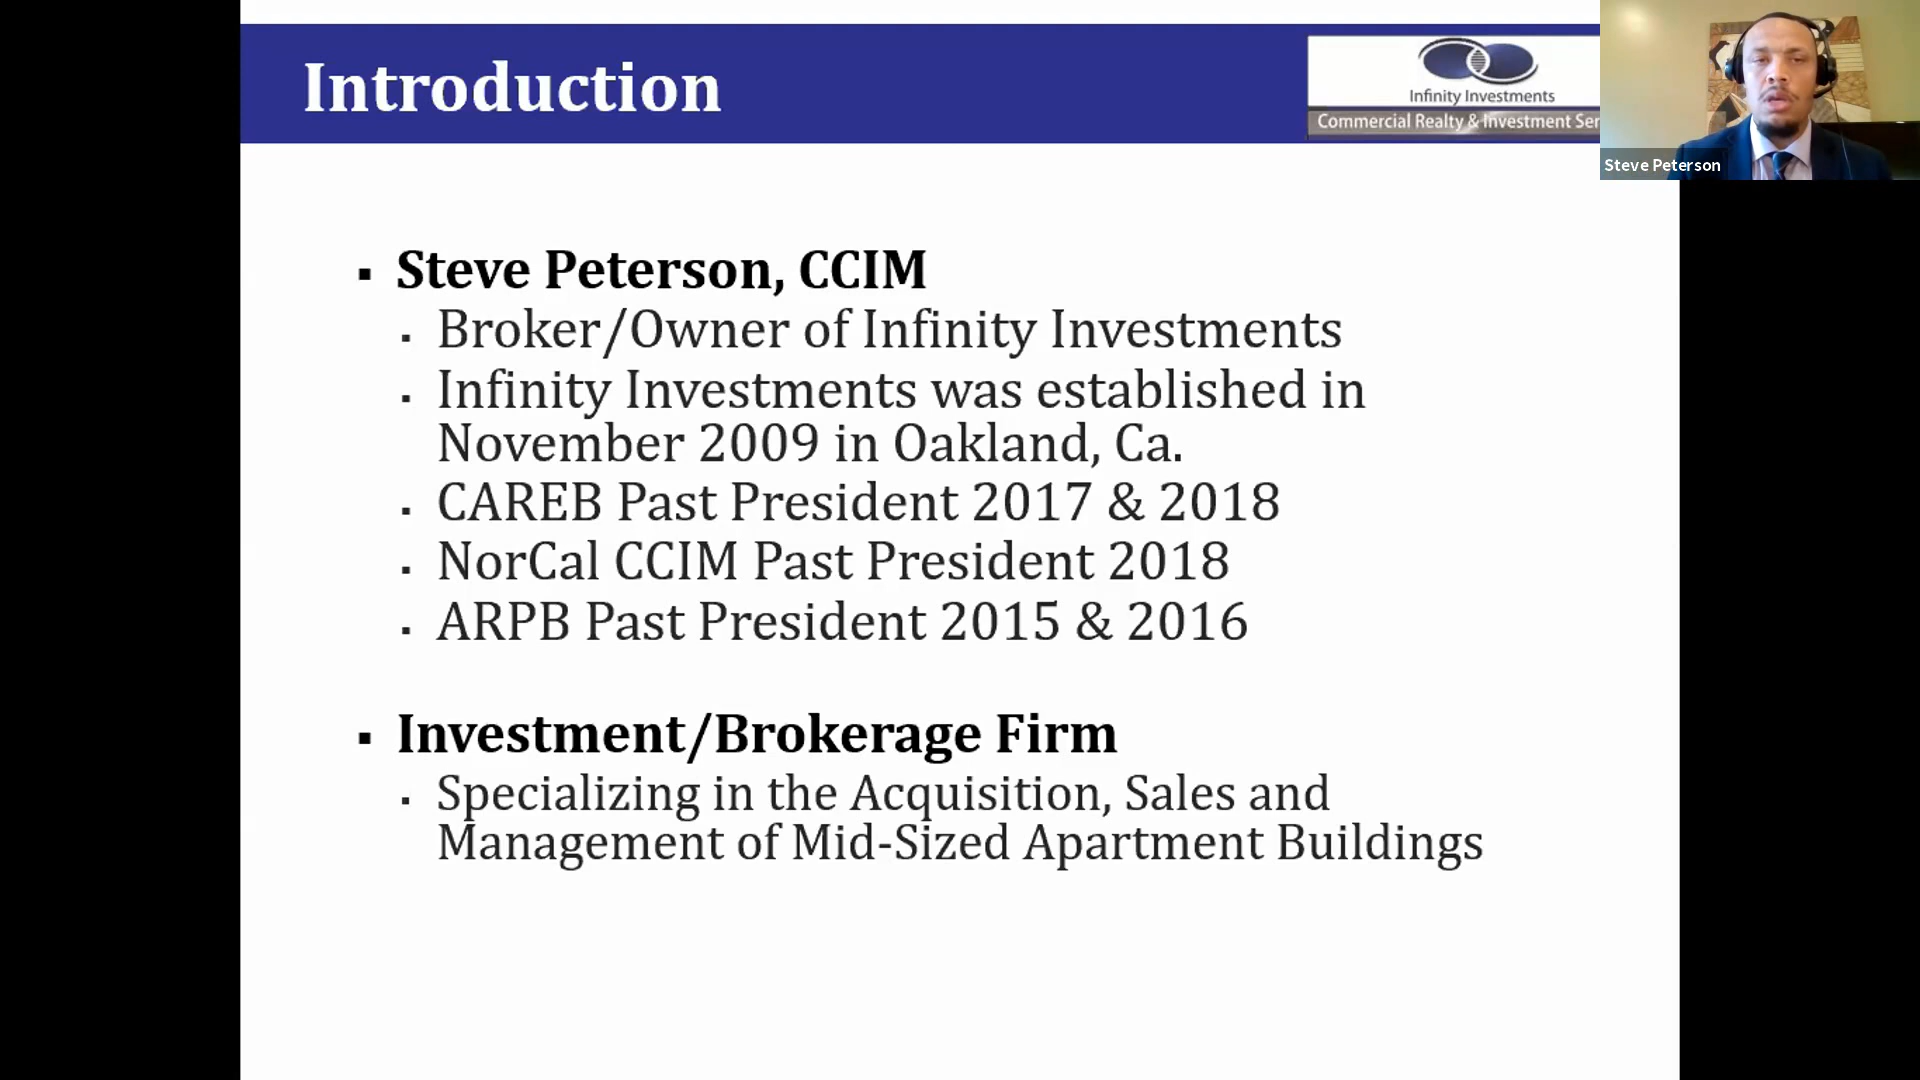 Introduction
Infinity Investments
Commercial Realty & Investment Ser
Steve Peterson
Steve Peterson, CCIM
Broker/Owner of Infinity Investments
Infinity Investments was established in
November 2009 in Oakland, Ca.
CAREB Past President 2017 & 2018
NorCal CCIM Past President 2018
ARPB Past President 2015 & 2016
Investment/Brokerage Firm
Specializing in the Acquisition, Sales and
Management of Mid-Sized Apartment Buildings